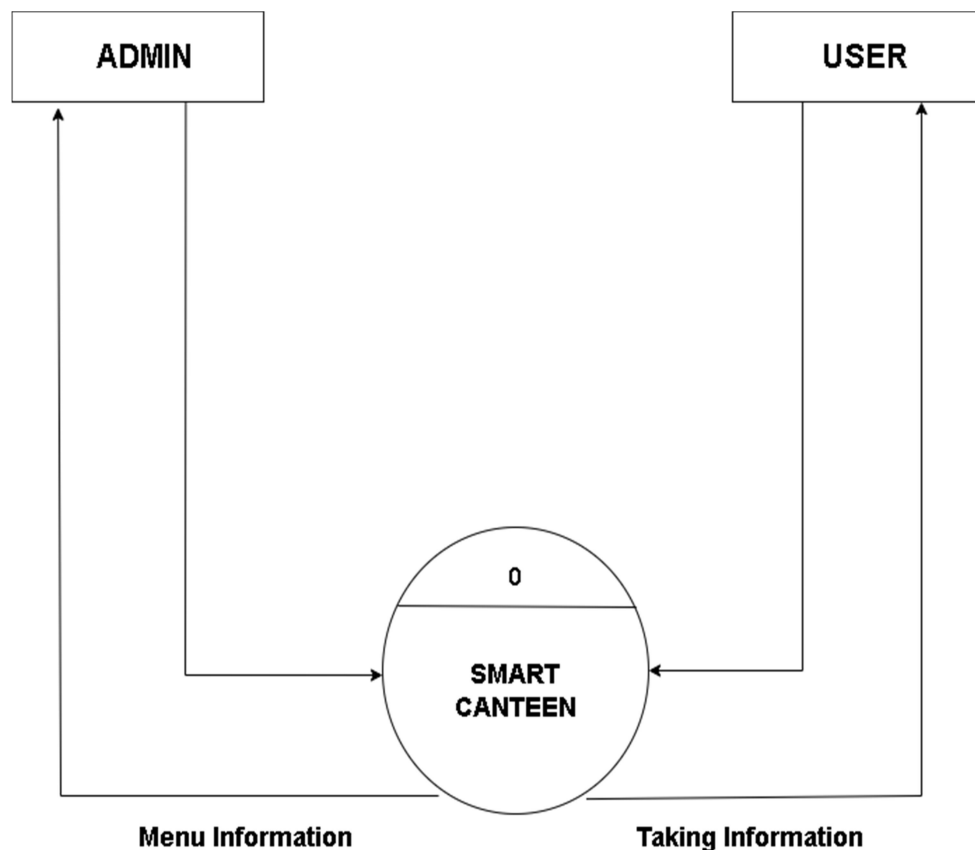 ADMIN
USER
0
SMART
CANTEEN
Menu Information
Taking Information